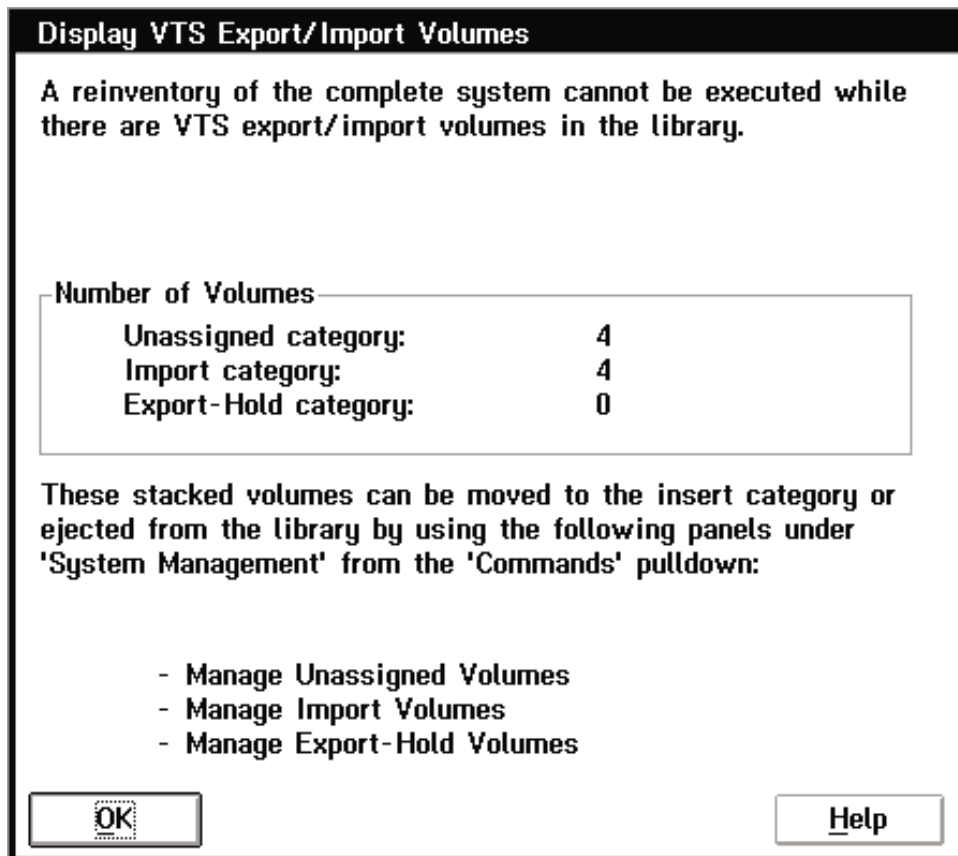 Display VTS Export/Import Volumes
A reinventory of the complete system cannot be executed while
there are VTS export/import volumes in the library.
Number of Volumes
Unassigned category: 4
Import category: 4
Export-Hold category: 0
These stacked volumes can be moved to the insert category or
ejected from the library by using the following panels under
'System Management' from the 'Commands' pulldown:
- Manage Unassigned Volumes
- Manage Import Volumes
- Manage Export-Hold Volumes
OK Help